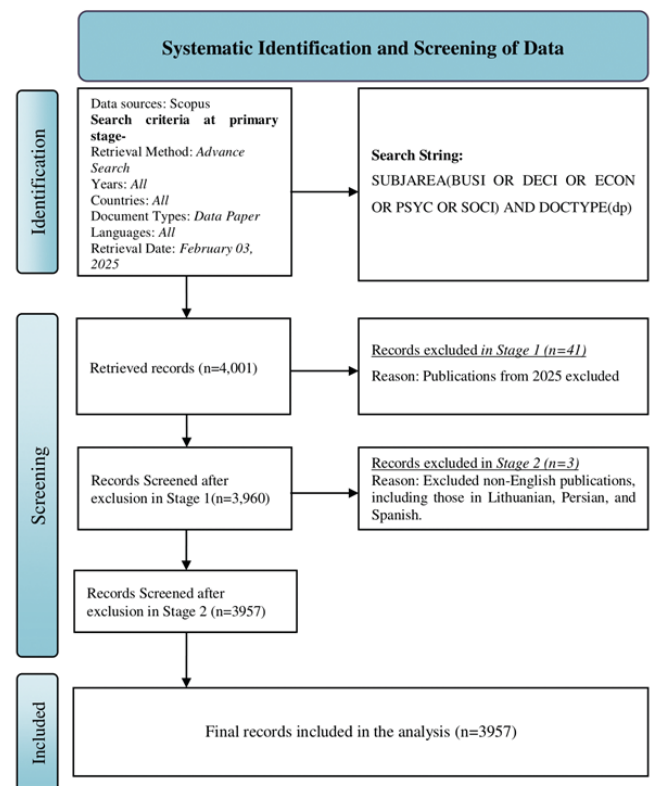 Systematic Identification and Screening of Data
Identification
Data sources: Scopus
Search criteria at primary
stage-
Retrieval Method: Advance
Search
Years: All
Countries: All
Document Types: Data Paper
Languages: All
Retrieval Date: February 03,
2025
Search String:
SUBJAREA(BUSI OR DECI OR ECON
OR PSYC OR SOCI) AND DOCTYPE(dp)
Screening
Retrieved records (n=4,001)
Records excluded in Stage 1 (n=41)
Reason: Publications from 2025 excluded
Records Screened after
exclusion in Stage 1(n=3,960)
Records excluded in Stage 2 (n=3)
Reason: Excluded non-English publications,
including those in Lithuanian, Persian, and
Spanish.
Records Screened after
exclusion in Stage 2 (n=3957)
Included
Final records included in the analysis (n=3957)